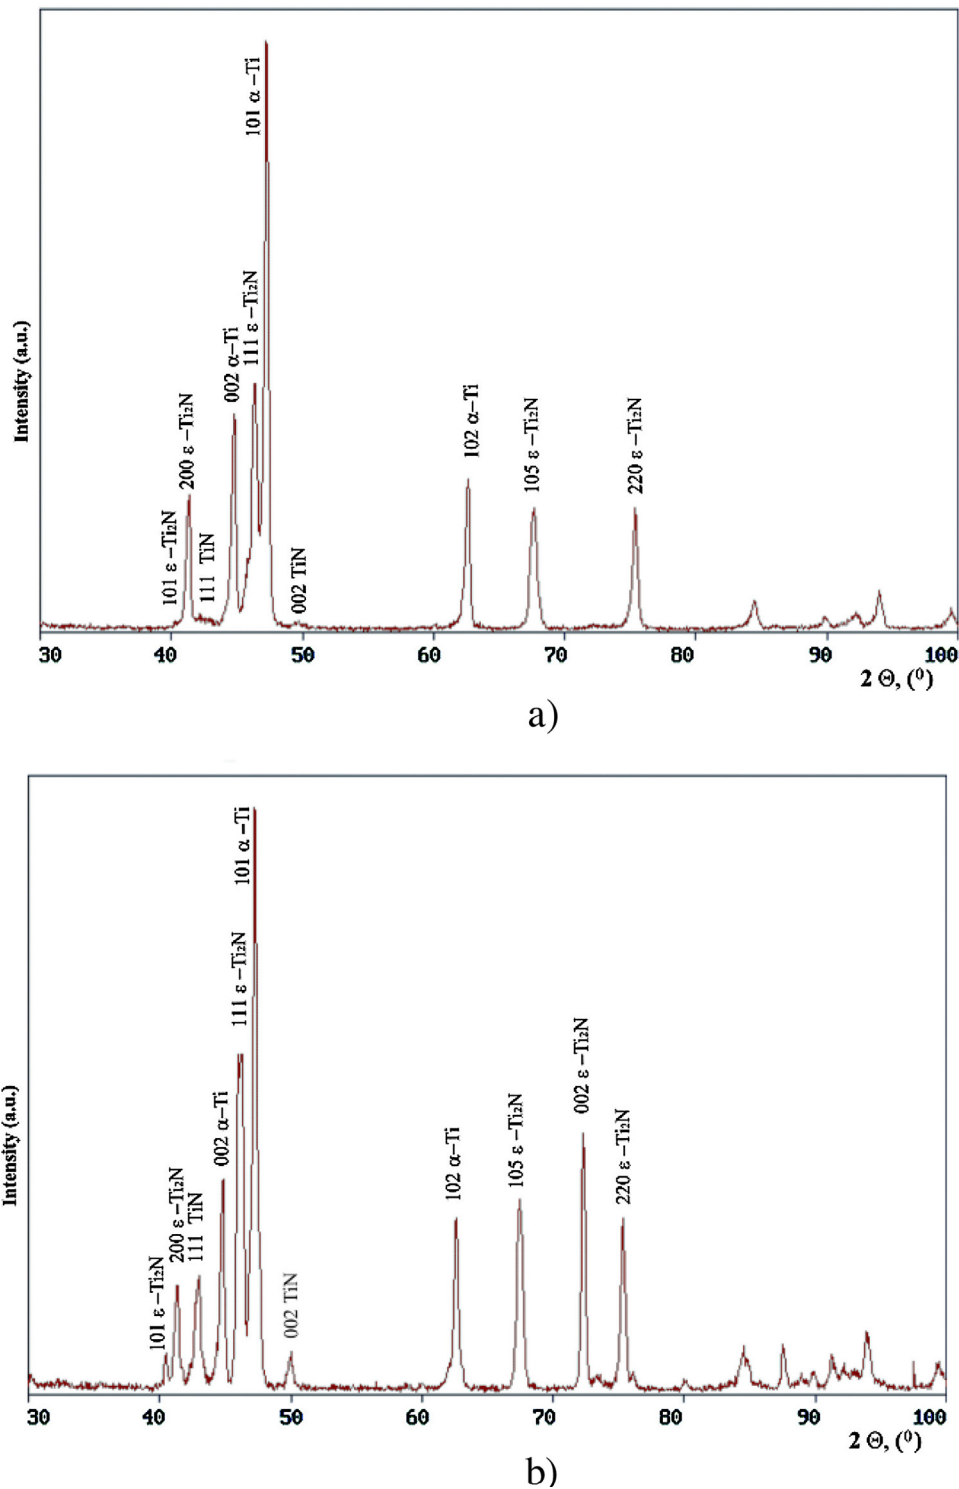 101 α –Ti
111 ε –Ti₂N
002 α–Ti
200 ε –Ti₂N
101 ε –Ti₂N
111 TiN
002 TiN
102 α–Ti
105 ε –Ti₂N
220 ε –Ti₂N
Intensity (a.u.)
30 40 50 60 70 80 90 100
2 Θ, (⁰)
a)
101 α –Ti
111 ε –Ti₂N
002 α–Ti
200 ε –Ti₂N
111 TiN
101 ε –Ti₂N
002 TiN
102 α–Ti
105 ε –Ti₂N
002 ε –Ti₂N
220 ε –Ti₂N
Intensity (a.u.)
30 40 50 60 70 80 90 100
2 Θ, (⁰)
b)